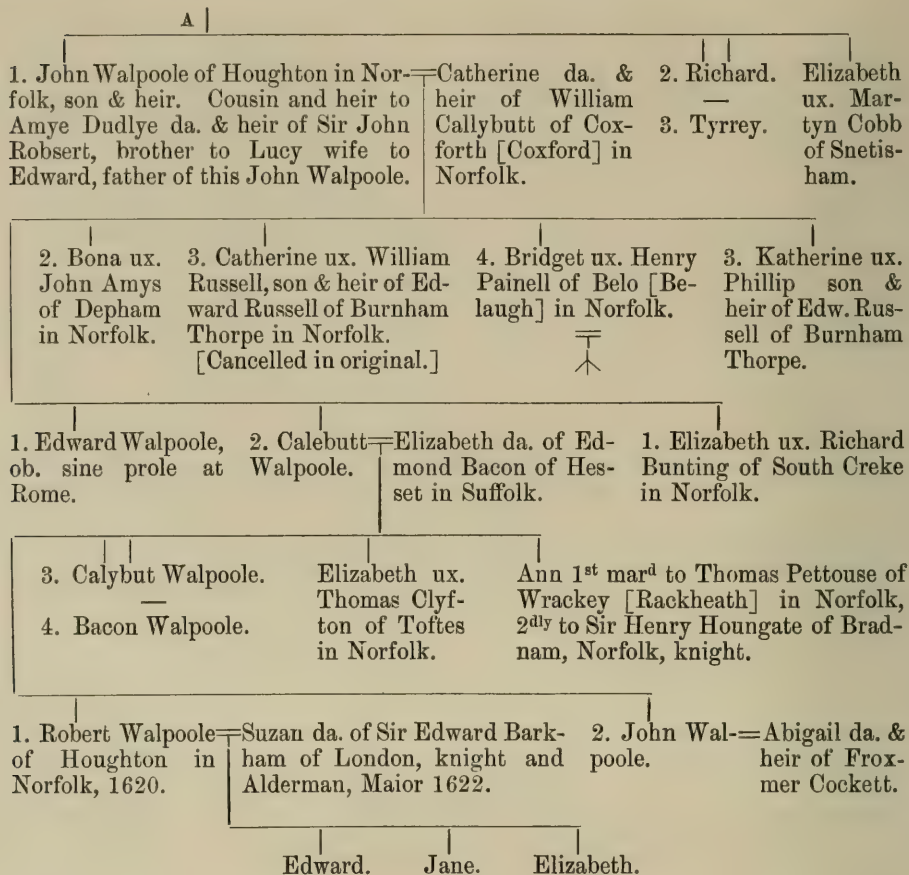 A
1. John Walpoole of Houghton in Nor-
folk, son & heir. Cousin and heir to
Amye Dudlye da. & heir of Sir John
Robsert, brother to Lucy wife to
Edward, father of this John Walpoole.
Catherine da. &
heir of William
Callybutt of Cox-
forth [Coxford] in
Norfolk.
2. Richard.
—
3. Tyrrey.
Elizabeth
ux. Mar-
tyn Cobb
of Snetis-
ham.
2. Bona ux.
John Amys
of Depham
in Norfolk.
3. Catherine ux. William
Russell, son & heir of Ed-
ward Russell of Burnham
Thorpe in Norfolk.
[Cancelled in original.]
4. Bridget ux. Henry
Painell of Belo [Be-
laugh] in Norfolk.
3. Katherine ux.
Phillip son &
heir of Edw. Rus-
sell of Burnham
Thorpe.
1. Edward Walpoole,
ob. sine prole at
Rome.
2. Calebutt
Walpoole.
Elizabeth da. of Ed-
mond Bacon of Hes-
set in Suffolk.
1. Elizabeth ux. Richard
Bunting of South Creke
in Norfolk.
3. Calybut Walpoole.
—
4. Bacon Walpoole.
Elizabeth ux.
Thomas Clyf-
ton of Toftes
in Norfolk.
Ann 1st mard to Thomas Pettouse of
Wrackey [Rackheath] in Norfolk,
2dly to Sir Henry Houngate of Brad-
nam, Norfolk, knight.
1. Robert Walpoole
of Houghton in
Norfolk, 1620.
Suzan da. of Sir Edward Bark-
ham of London, knight and
Alderman, Maior 1622.
2. John Wal-
poole.
Abigail da. &
heir of Frox-
mer Cockett.
Edward. Jane. Elizabeth.